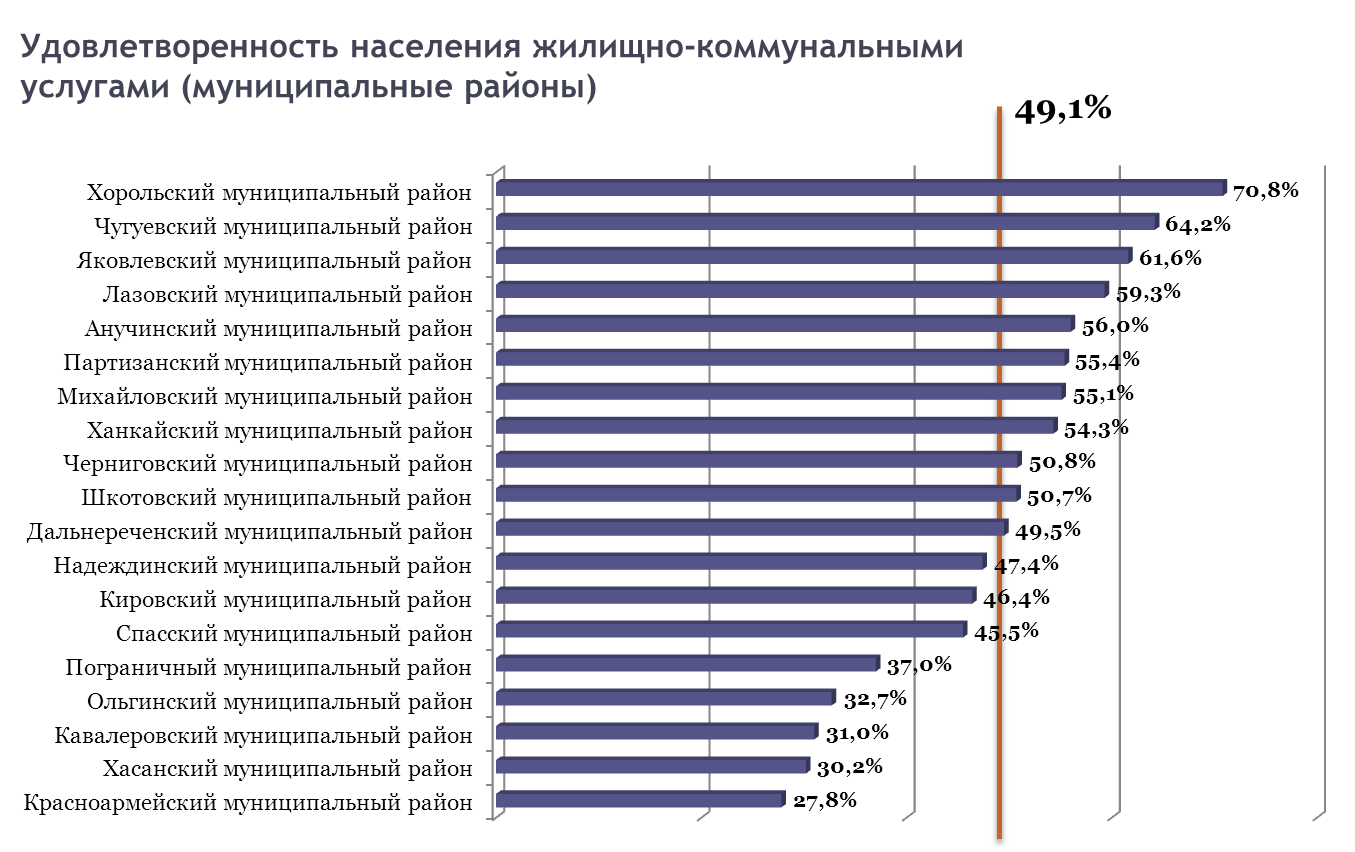 Удовлетворенность населения жилищно-коммунальными
услугами (муниципальные районы)
49,1%
Хорольский муниципальный район 70,8%
Чугуевский муниципальный район 64,2%
Яковлевский муниципальный район 61,6%
Лазовский муниципальный район 59,3%
Анучинский муниципальный район 56,0%
Партизанский муниципальный район 55,4%
Михайловский муниципальный район 55,1%
Ханкайский муниципальный район 54,3%
Черниговский муниципальный район 50,8%
Шкотовский муниципальный район 50,7%
Дальнереченский муниципальный район 49,5%
Надеждинский муниципальный район 47,4%
Кировский муниципальный район 46,4%
Спасский муниципальный район 45,5%
Пограничный муниципальный район 37,0%
Ольгинский муниципальный район 32,7%
Кавалеровский муниципальный район 31,0%
Хасанский муниципальный район 30,2%
Красноармейский муниципальный район 27,8%